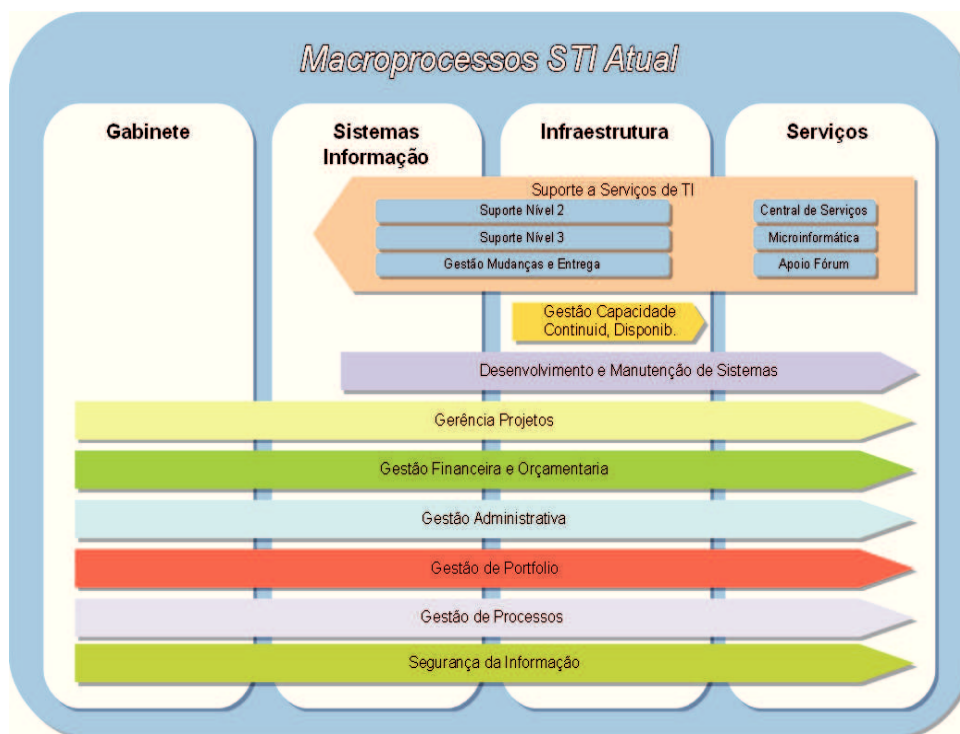 Macroprocessos STI Atual
Gabinete
Sistemas
Informação
Infraestrutura
Serviços
Suporte a Serviços de TI
Suporte Nível 2
Central de Serviços
Suporte Nível 3
Microinformática
Gestão Mudanças e Entrega
Apoio Fórum
Gestão Capacidade
Continuid, Disponib.
Desenvolvimento e Manutenção de Sistemas
Gerência Projetos
Gestão Financeira e Orçamentaria
Gestão Administrativa
Gestão de Portfolio
Gestão de Processos
Segurança da Informação